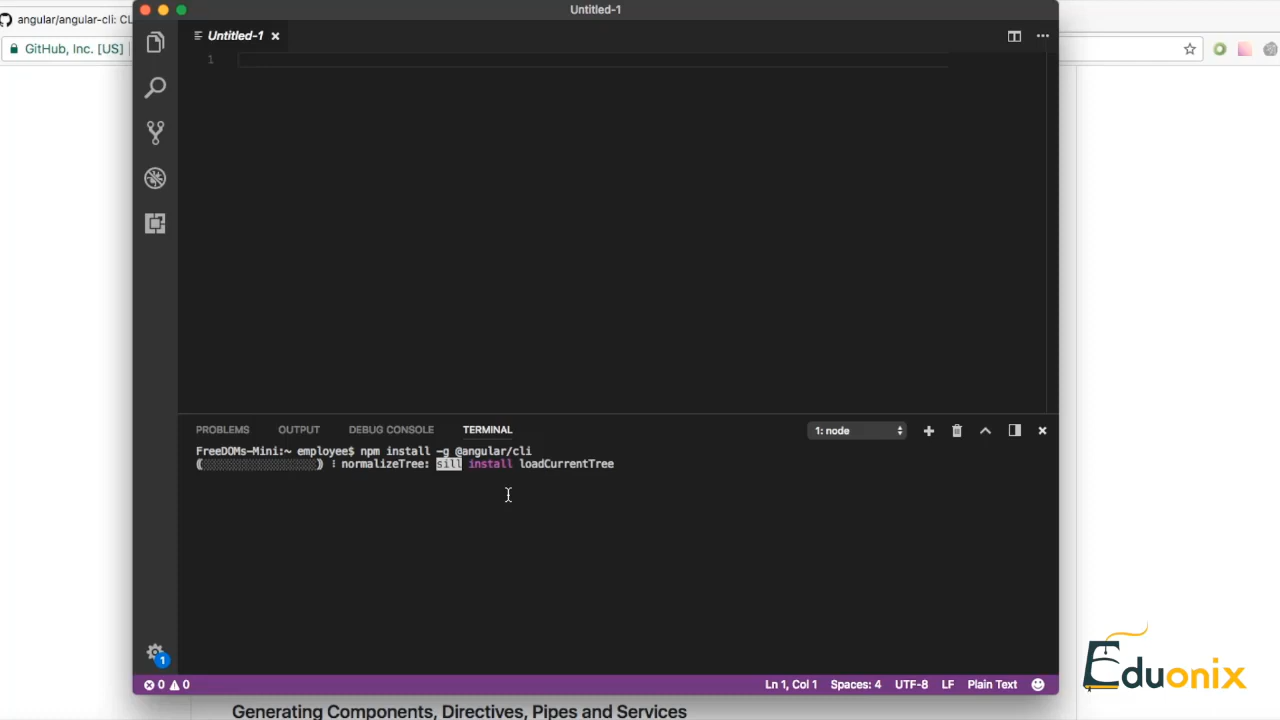 Untitled-1
angular/angular-cli: CL
GitHub, Inc. [US]
Untitled-1
1
PROBLEMS OUTPUT DEBUG CONSOLE TERMINAL 1: node
FreeDOMs-Mini:~ employee$ npm install -g @angular/cli
(░░░░░░░░░░░░░░░░░░) ⸽ normalizeTree: sill install loadCurrentTree
1
0 0 Ln 1, Col 1 Spaces: 4 UTF-8 LF Plain Text
Eduonix
Generating Components, Directives, Pipes and Services